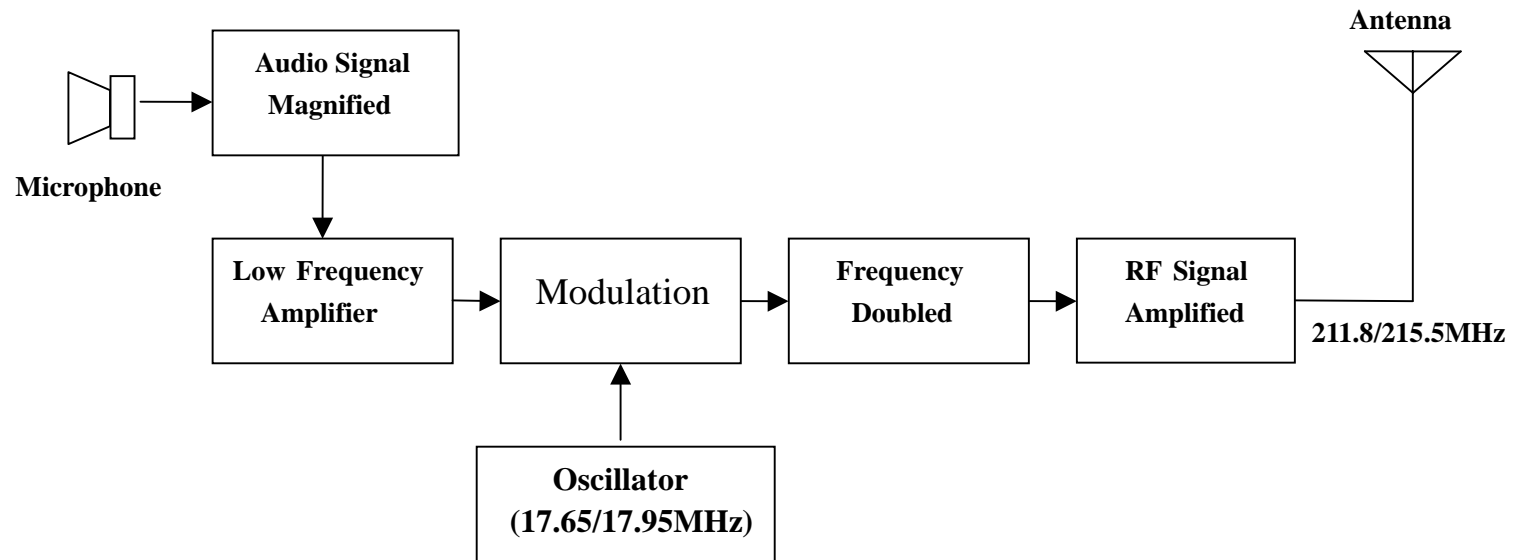 Antenna
Audio Signal
Magnified
Microphone
Low Frequency
Amplifier
Modulation
Frequency
Doubled
RF Signal
Amplified
211.8/215.5MHz
Oscillator
(17.65/17.95MHz)